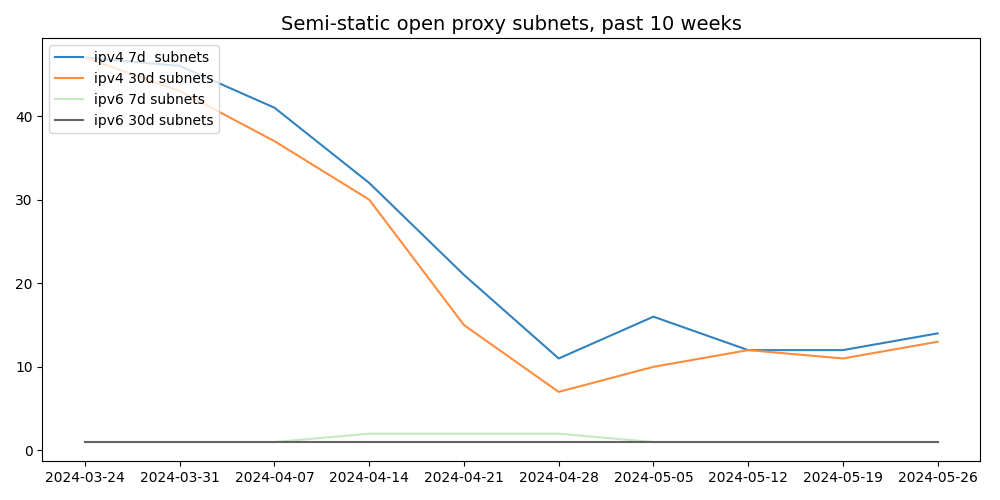 Semi-static open proxy subnets, past 10 weeks
ipv4 7d  subnets
ipv4 30d subnets
ipv6 7d subnets
ipv6 30d subnets
40
30
20
10
0
2024-03-24 2024-03-31 2024-04-07 2024-04-14 2024-04-21 2024-04-28 2024-05-05 2024-05-12 2024-05-19 2024-05-26